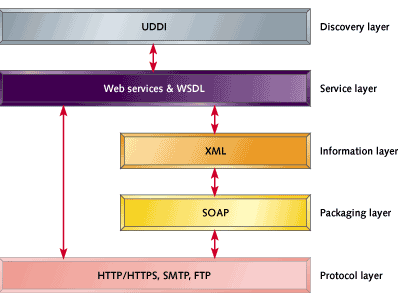 UDDI Discovery layer
Web services & WSDL Service layer
XML Information layer
SOAP Packaging layer
HTTP/HTTPS, SMTP, FTP Protocol layer